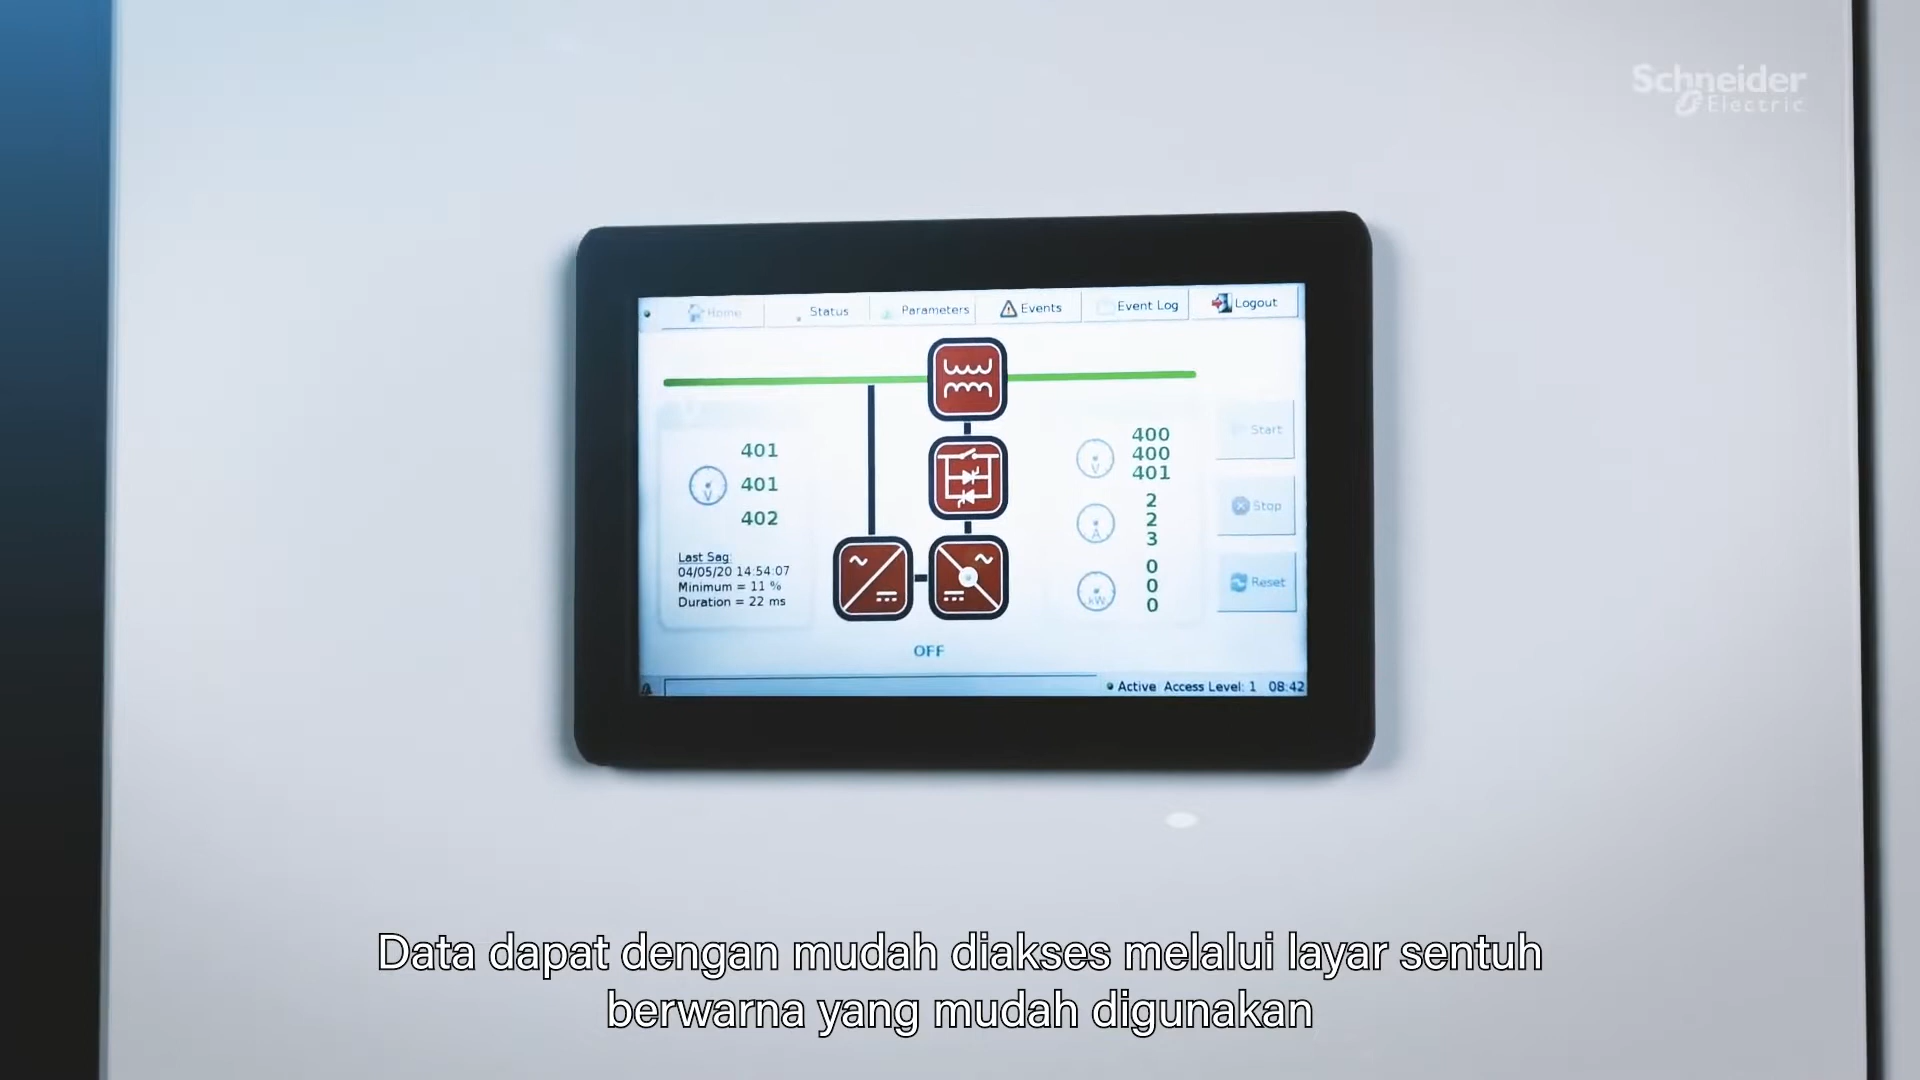 Schneider
Electric
Home
Status
Parameters
Events
Event Log
Logout
401
401
402
V
Last Sag:
04/05/20 14:54:07
Minimum = 11 %
Duration = 22 ms
400
400
401
V
2
2
3
A
0
0
0
kW
Start
Stop
Reset
OFF
Active Access Level: 1 08:42
Data dapat dengan mudah diakses melalui layar sentuh
berwarna yang mudah digunakan